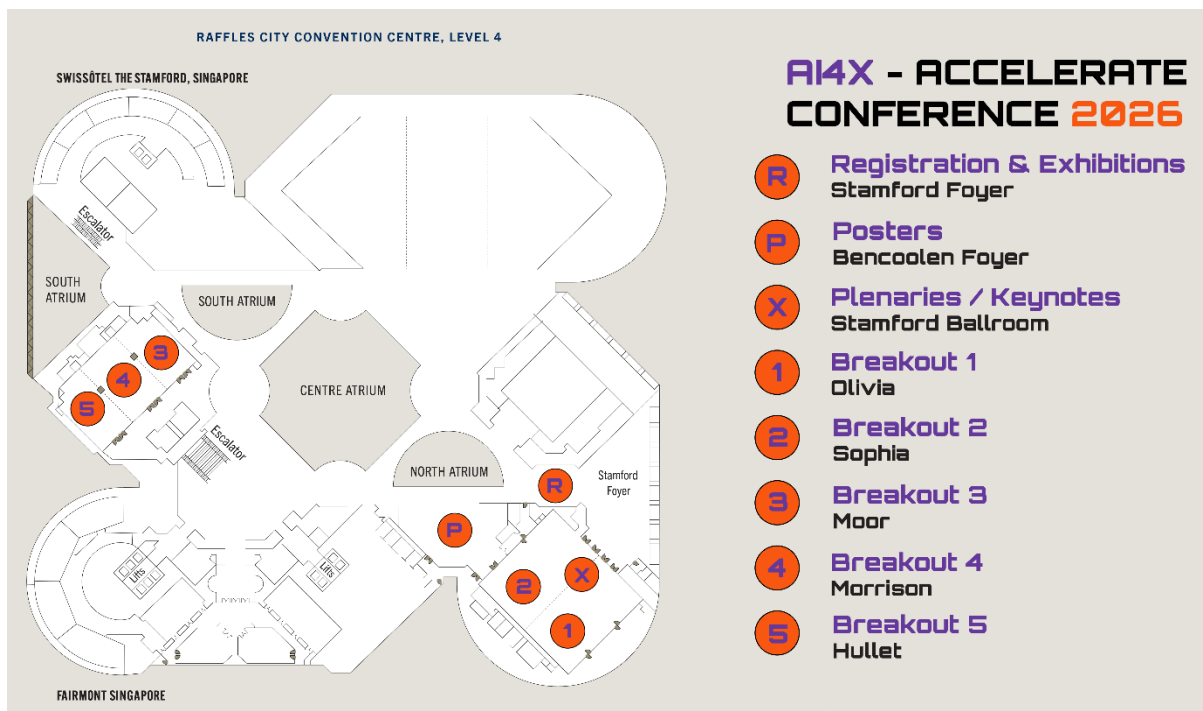 RAFFLES CITY CONVENTION CENTRE, LEVEL 4
SWISSÔTEL THE STAMFORD, SINGAPORE
Escalator
SOUTH
ATRIUM
SOUTH ATRIUM
3
4
5
CENTRE ATRIUM
Escalator
NORTH ATRIUM
R
Stamford
Foyer
P
2
X
1
Lifts
Lifts
FAIRMONT SINGAPORE
AI4X - ACCELERATE
CONFERENCE 2026
R
Registration & Exhibitions
Stamford Foyer
P
Posters
Bencoolen Foyer
X
Plenaries / Keynotes
Stamford Ballroom
1
Breakout 1
Olivia
2
Breakout 2
Sophia
3
Breakout 3
Moor
4
Breakout 4
Morrison
5
Breakout 5
Hullet